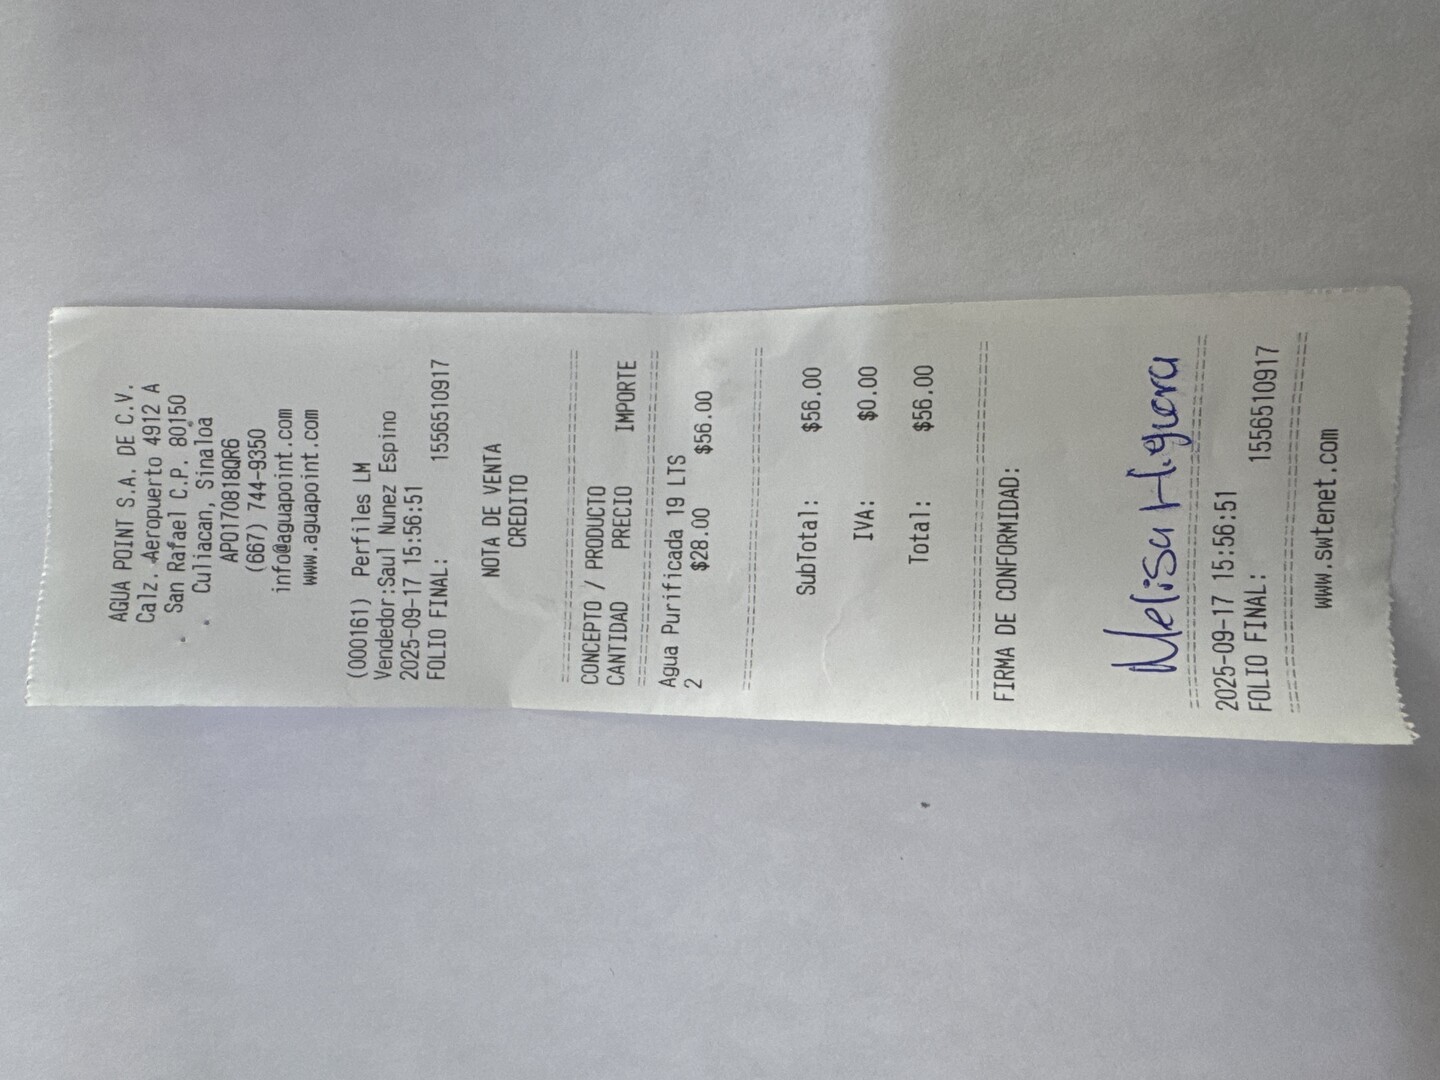 AGUA POINT S.A. DE C.V.
Calz. Aeropuerto 4912 A
San Rafael C.P. 80150
Culiacan, Sinaloa
APO170818QR6
(667) 744-9350
info@aguapoint.com
www.aguapoint.com
(000161) Perfiles LM
Vendedor:Saul Nunez Espino
2025-09-17 15:56:51
FOLIO FINAL: 1556510917
NOTA DE VENTA
CREDITO
CONCEPTO / PRODUCTO
CANTIDAD PRECIO IMPORTE
Agua Purificada 19 LTS
2 $28.00 $56.00
SubTotal: $56.00
IVA: $0.00
Total: $56.00
FIRMA DE CONFORMIDAD:
Melisa Higuera
2025-09-17 15:56:51
FOLIO FINAL: 1556510917
www.swtenet.com